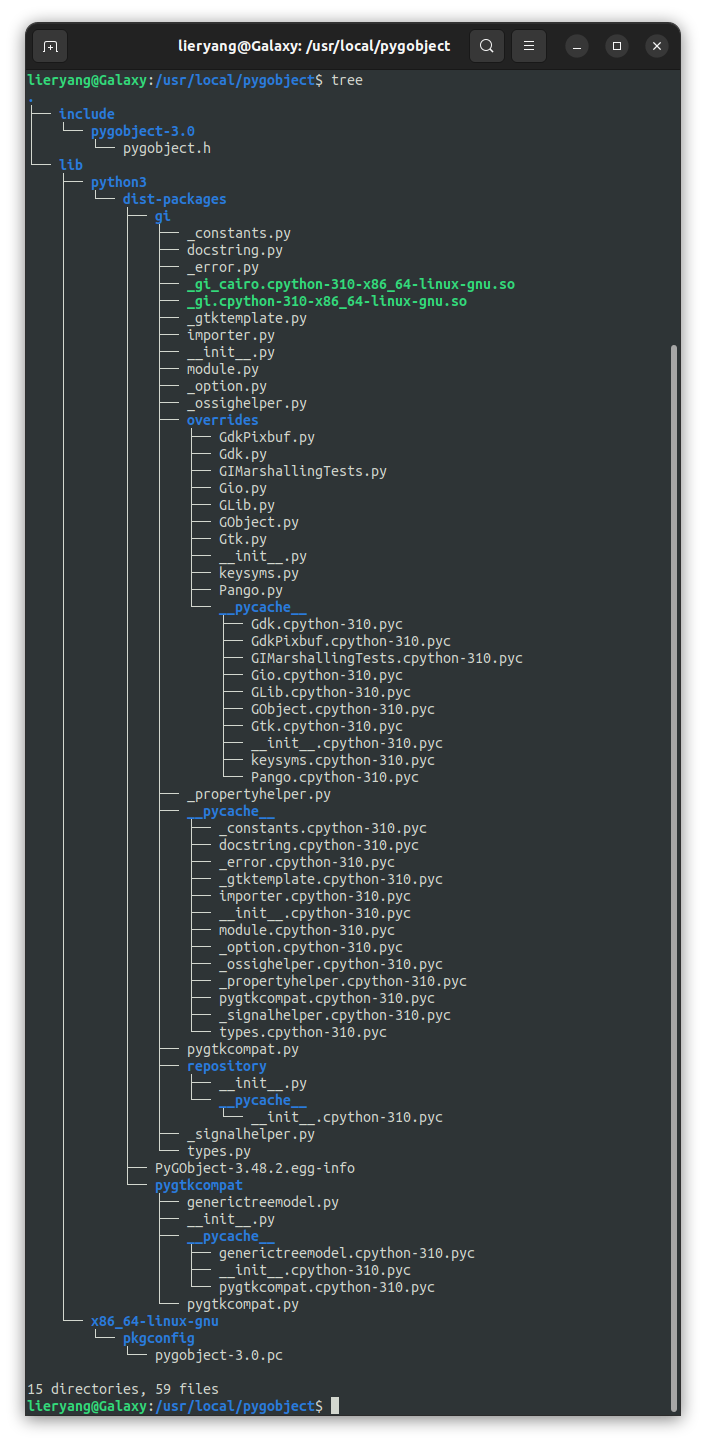 lieryang@Galaxy: /usr/local/pygobject
lieryang@Galaxy:/usr/local/pygobject$ tree
.
├── include
│   └── pygobject-3.0
│       └── pygobject.h
└── lib
    ├── python3
    │   └── dist-packages
    │       ├── gi
    │       │   ├── _constants.py
    │       │   ├── docstring.py
    │       │   ├── _error.py
    │       │   ├── _gi_cairo.cpython-310-x86_64-linux-gnu.so
    │       │   ├── _gi.cpython-310-x86_64-linux-gnu.so
    │       │   ├── _gtktemplate.py
    │       │   ├── importer.py
    │       │   ├── __init__.py
    │       │   ├── module.py
    │       │   ├── _option.py
    │       │   ├── _ossighelper.py
    │       │   ├── overrides
    │       │   │   ├── GdkPixbuf.py
    │       │   │   ├── Gdk.py
    │       │   │   ├── GIMarshallingTests.py
    │       │   │   ├── Gio.py
    │       │   │   ├── GLib.py
    │       │   │   ├── GObject.py
    │       │   │   ├── Gtk.py
    │       │   │   ├── __init__.py
    │       │   │   ├── keysyms.py
    │       │   │   ├── Pango.py
    │       │   │   └── __pycache__
    │       │   │       ├── Gdk.cpython-310.pyc
    │       │   │       ├── GdkPixbuf.cpython-310.pyc
    │       │   │       ├── GIMarshallingTests.cpython-310.pyc
    │       │   │       ├── Gio.cpython-310.pyc
    │       │   │       ├── GLib.cpython-310.pyc
    │       │   │       ├── GObject.cpython-310.pyc
    │       │   │       ├── Gtk.cpython-310.pyc
    │       │   │       ├── __init__.cpython-310.pyc
    │       │   │       ├── keysyms.cpython-310.pyc
    │       │   │       └── Pango.cpython-310.pyc
    │       │   ├── _propertyhelper.py
    │       │   ├── __pycache__
    │       │   │   ├── _constants.cpython-310.pyc
    │       │   │   ├── docstring.cpython-310.pyc
    │       │   │   ├── _error.cpython-310.pyc
    │       │   │   ├── _gtktemplate.cpython-310.pyc
    │       │   │   ├── importer.cpython-310.pyc
    │       │   │   ├── __init__.cpython-310.pyc
    │       │   │   ├── module.cpython-310.pyc
    │       │   │   ├── _option.cpython-310.pyc
    │       │   │   ├── _ossighelper.cpython-310.pyc
    │       │   │   ├── _propertyhelper.cpython-310.pyc
    │       │   │   ├── pygtkcompat.cpython-310.pyc
    │       │   │   ├── _signalhelper.cpython-310.pyc
    │       │   │   └── types.cpython-310.pyc
    │       │   ├── pygtkcompat.py
    │       │   ├── repository
    │       │   │   ├── __init__.py
    │       │   │   └── __pycache__
    │       │   │       └── __init__.cpython-310.pyc
    │       │   ├── _signalhelper.py
    │       │   └── types.py
    │       ├── PyGObject-3.48.2.egg-info
    │       └── pygtkcompat
    │           ├── generictreemodel.py
    │           ├── __init__.py
    │           ├── __pycache__
    │           │   ├── generictreemodel.cpython-310.pyc
    │           │   ├── __init__.cpython-310.pyc
    │           │   └── pygtkcompat.cpython-310.pyc
    │           └── pygtkcompat.py
    └── x86_64-linux-gnu
        └── pkgconfig
            └── pygobject-3.0.pc

15 directories, 59 files
lieryang@Galaxy:/usr/local/pygobject$